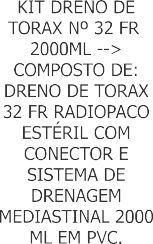 KIT DRENO DE
TORAX Nº 32 FR
2000ML -->
COMPOSTO DE:
DRENO DE TORAX
32 FR RADIOPACO
ESTÉRIL COM
CONECTOR E
SISTEMA DE
DRENAGEM
MEDIASTINAL 2000
ML EM PVC.